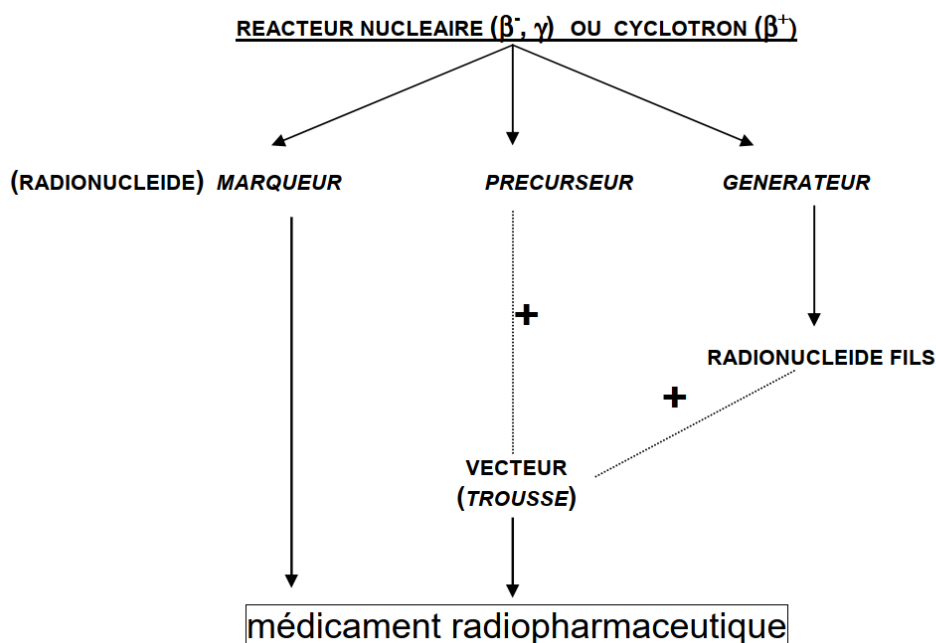 REACTEUR NUCLEAIRE (β-, γ) OU CYCLOTRON (β+)
(RADIONUCLEIDE) MARQUEUR PRECURSEUR GENERATEUR
+
RADIONUCLEIDE FILS
+
VECTEUR
(TROUSSE)
médicament radiopharmaceutique